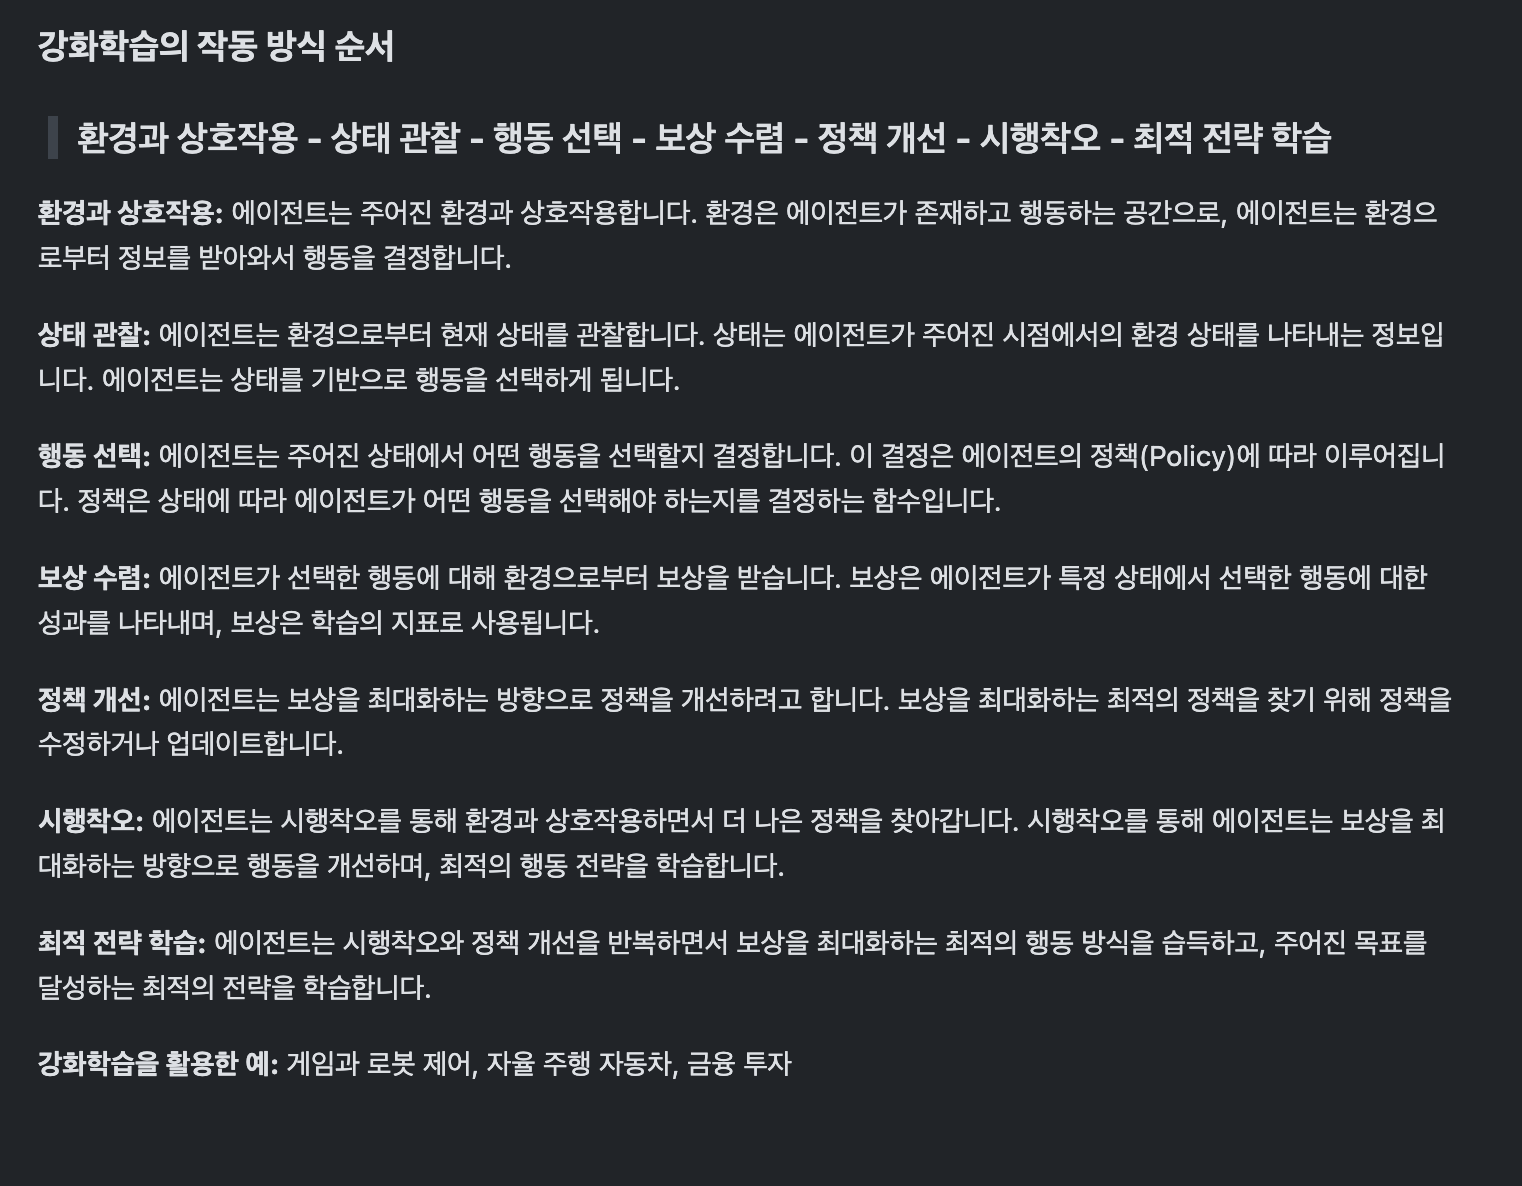 강화학습의 작동 방식 순서
환경과 상호작용 - 상태 관찰 - 행동 선택 - 보상 수렴 - 정책 개선 - 시행착오 - 최적 전략 학습
환경과 상호작용: 에이전트는 주어진 환경과 상호작용합니다. 환경은 에이전트가 존재하고 행동하는 공간으로, 에이전트는 환경으
로부터 정보를 받아와서 행동을 결정합니다.
상태 관찰: 에이전트는 환경으로부터 현재 상태를 관찰합니다. 상태는 에이전트가 주어진 시점에서의 환경 상태를 나타내는 정보입
니다. 에이전트는 상태를 기반으로 행동을 선택하게 됩니다.
행동 선택: 에이전트는 주어진 상태에서 어떤 행동을 선택할지 결정합니다. 이 결정은 에이전트의 정책(Policy)에 따라 이루어집니
다. 정책은 상태에 따라 에이전트가 어떤 행동을 선택해야 하는지를 결정하는 함수입니다.
보상 수렴: 에이전트가 선택한 행동에 대해 환경으로부터 보상을 받습니다. 보상은 에이전트가 특정 상태에서 선택한 행동에 대한
성과를 나타내며, 보상은 학습의 지표로 사용됩니다.
정책 개선: 에이전트는 보상을 최대화하는 방향으로 정책을 개선하려고 합니다. 보상을 최대화하는 최적의 정책을 찾기 위해 정책을
수정하거나 업데이트합니다.
시행착오: 에이전트는 시행착오를 통해 환경과 상호작용하면서 더 나은 정책을 찾아갑니다. 시행착오를 통해 에이전트는 보상을 최
대화하는 방향으로 행동을 개선하며, 최적의 행동 전략을 학습합니다.
최적 전략 학습: 에이전트는 시행착오와 정책 개선을 반복하면서 보상을 최대화하는 최적의 행동 방식을 습득하고, 주어진 목표를
달성하는 최적의 전략을 학습합니다.
강화학습을 활용한 예: 게임과 로봇 제어, 자율 주행 자동차, 금융 투자